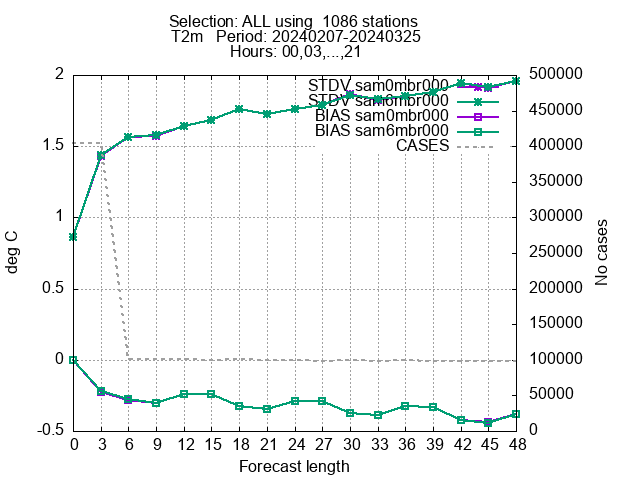 Selection: ALL using  1086 stations
T2m   Period: 20240207-20240325
Hours: 00,03,...,21
STDV sam0mbr000
STDV sam6mbr000
BIAS sam0mbr000
BIAS sam6mbr000
CASES
2
1.5
1
0.5
0
-0.5
deg C
500000
450000
400000
350000
300000
250000
200000
150000
100000
50000
0
No cases
0 3 6 9 12 15 18 21 24 27 30 33 36 39 42 45 48
Forecast length